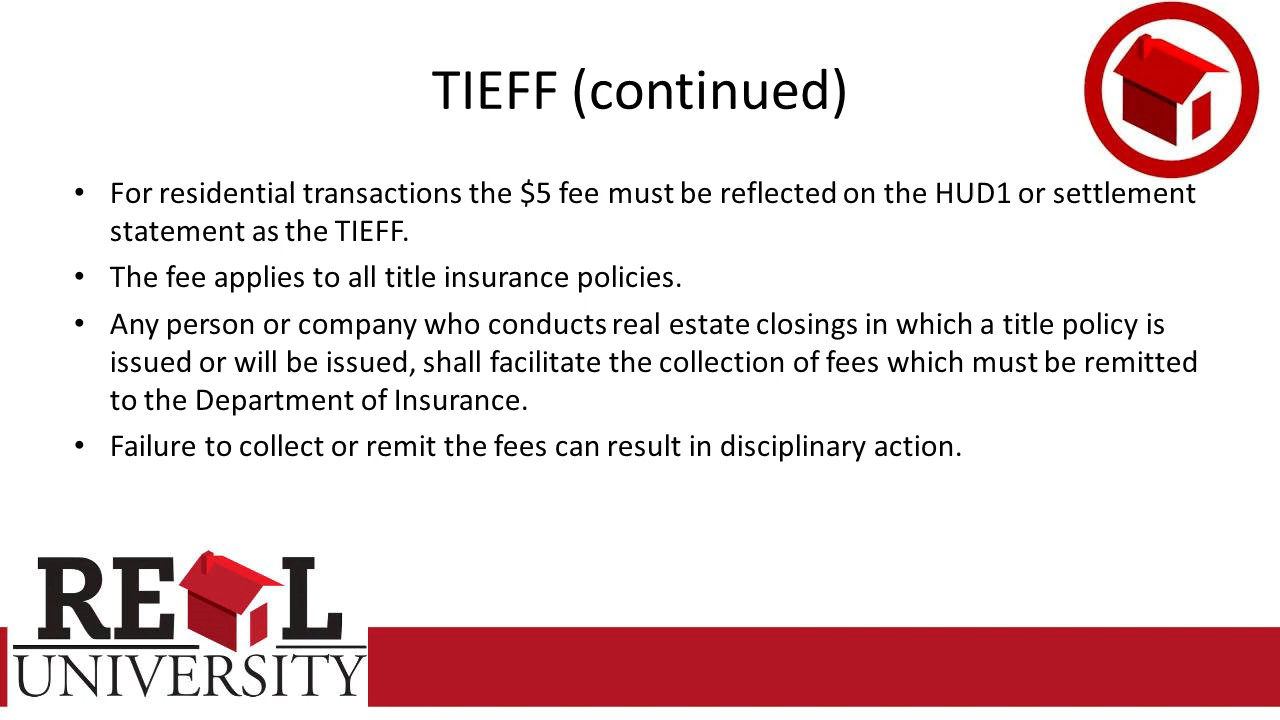 TIEFF (continued)
• For residential transactions the $5 fee must be reflected on the HUD1 or settlement
statement as the TIEFF.
• The fee applies to all title insurance policies.
• Any person or company who conducts real estate closings in which a title policy is
issued or will be issued, shall facilitate the collection of fees which must be remitted
to the Department of Insurance.
• Failure to collect or remit the fees can result in disciplinary action.
RE L
UNIVERSITY